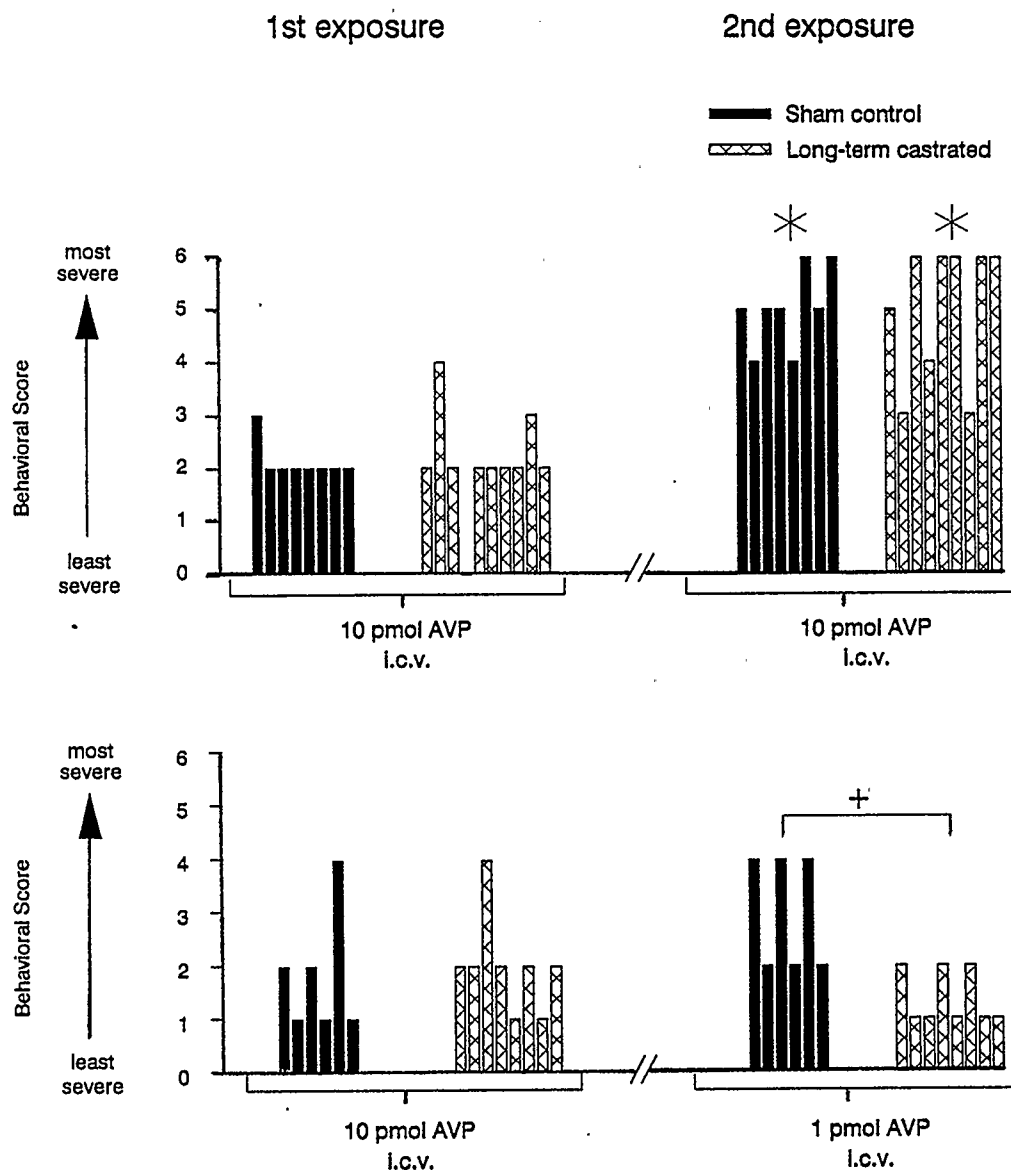 1st exposure
2nd exposure
Sham control
Long-term castrated
most
severe
Behavioral Score
least
severe
6
5
4
3
2
1
0
*
*
10 pmol AVP
i.c.v.
10 pmol AVP
i.c.v.
most
severe
Behavioral Score
least
severe
6
5
4
3
2
1
0
+
10 pmol AVP
i.c.v.
1 pmol AVP
i.c.v.